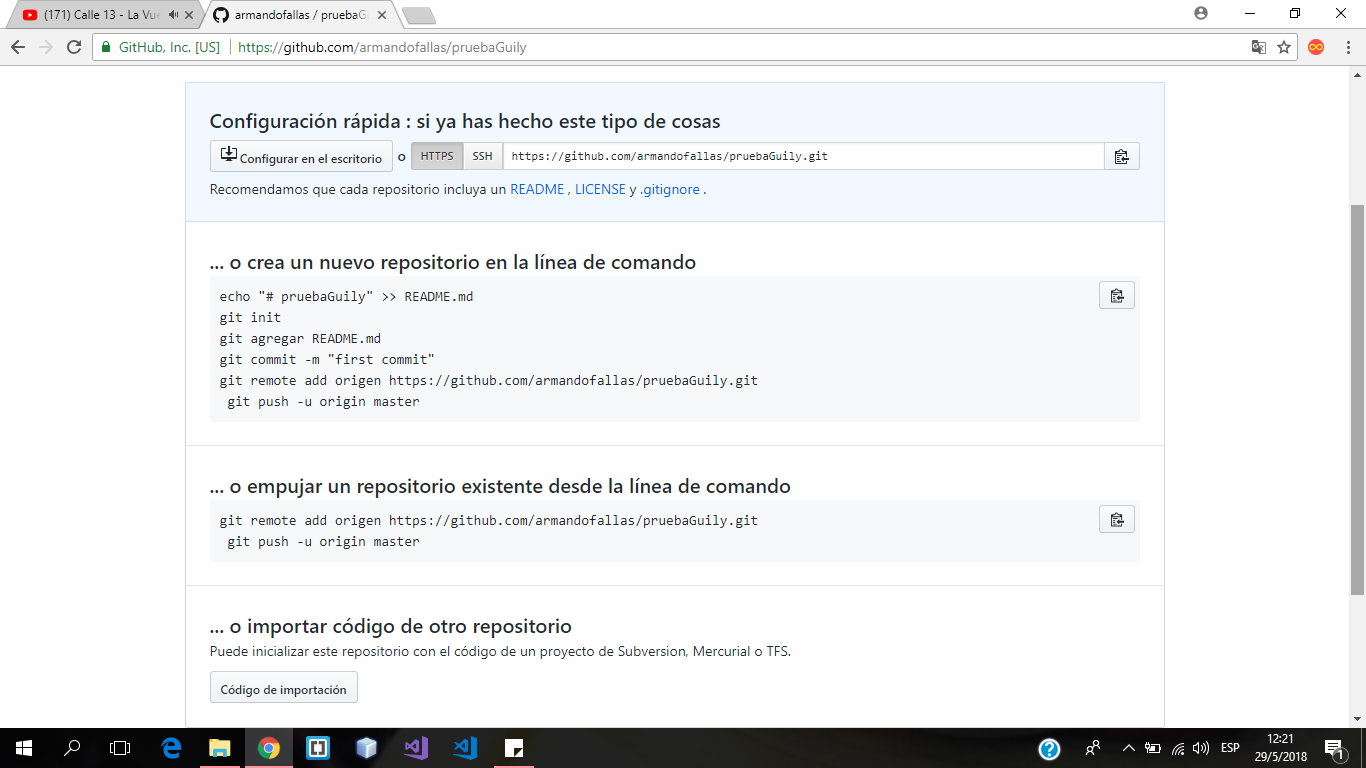 (171) Calle 13 - La Vue
armandofallas / pruebaG
GitHub, Inc. [US]
https://github.com/armandofallas/pruebaGuily
Configuración rápida : si ya has hecho este tipo de cosas
Configurar en el escritorio o HTTPS SSH https://github.com/armandofallas/pruebaGuily.git
Recomendamos que cada repositorio incluya un README , LICENSE y .gitignore .
... o crea un nuevo repositorio en la línea de comando
echo "# pruebaGuily" >> README.md
git init
git agregar README.md
git commit -m "first commit"
git remote add origen https://github.com/armandofallas/pruebaGuily.git
git push -u origin master
... o empujar un repositorio existente desde la línea de comando
git remote add origen https://github.com/armandofallas/pruebaGuily.git
git push -u origin master
... o importar código de otro repositorio
Puede inicializar este repositorio con el código de un proyecto de Subversion, Mercurial o TFS.
Código de importación
ESP
12:21
29/5/2018
1